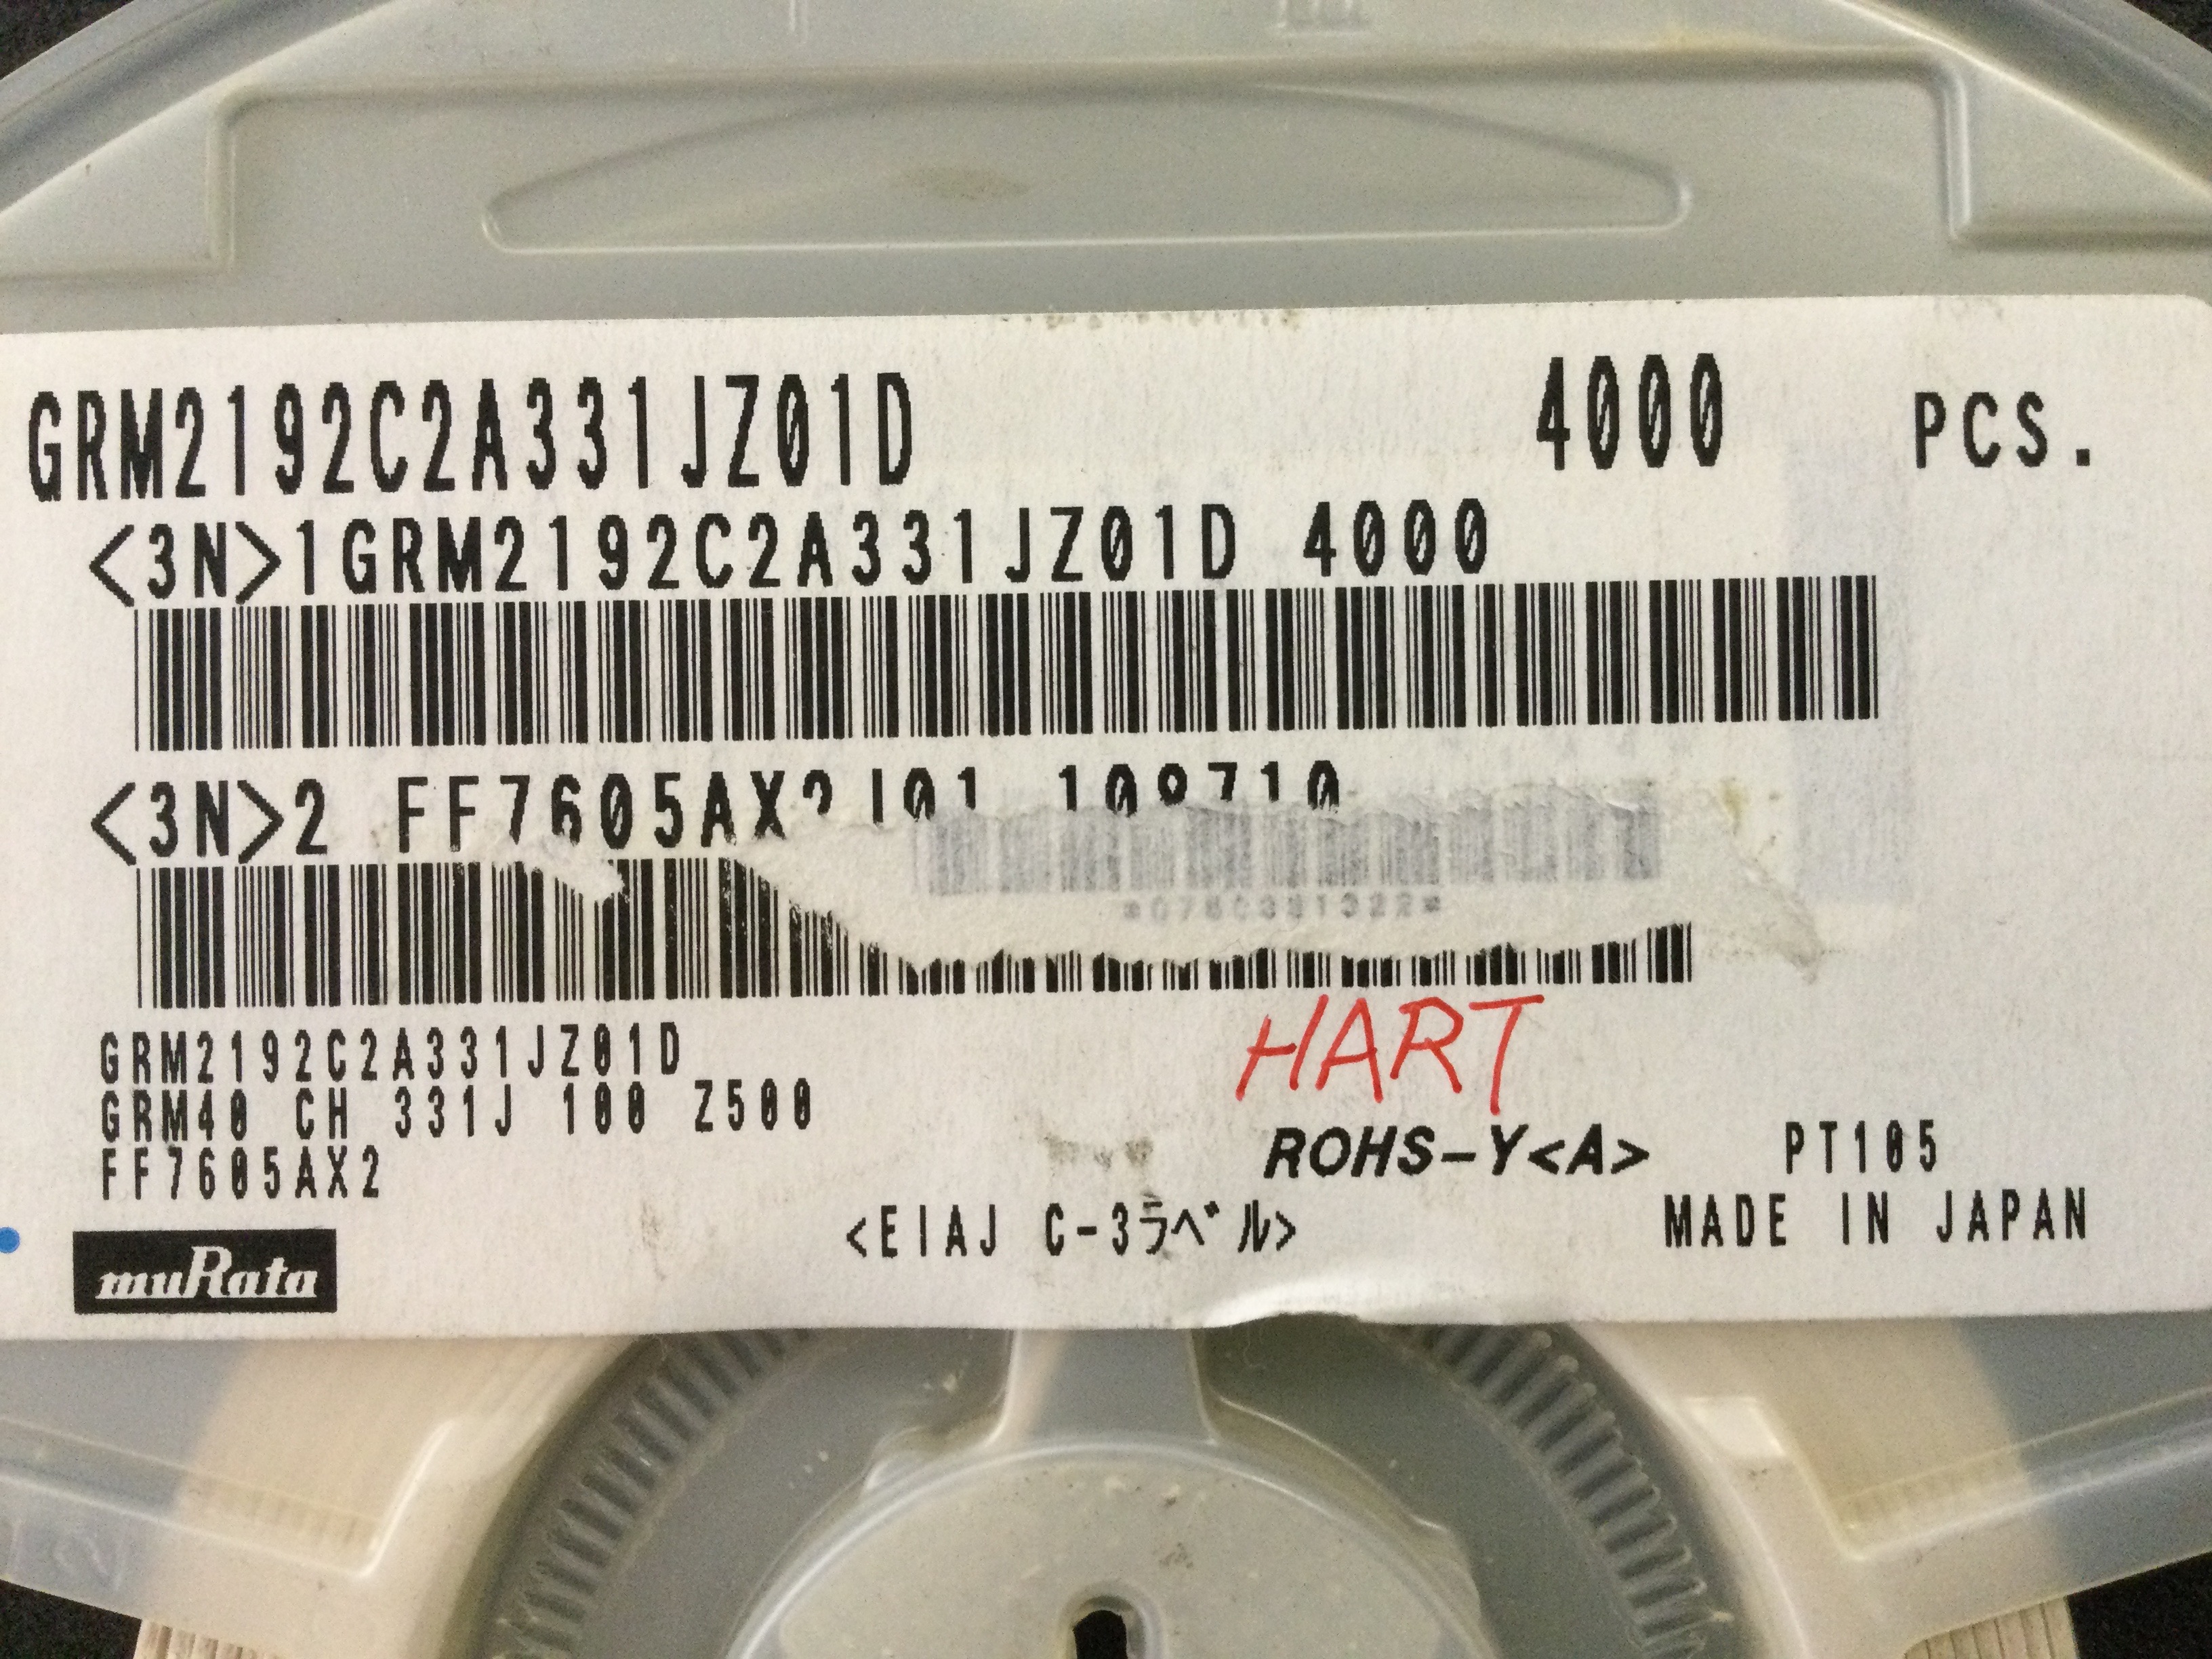 GRM2192C2A331JZ01D 4000 PCS.
<3N>1GRM2192C2A331JZ01D 4000
<3N>2 FF7605AX2
GRM2192C2A331JZ01D
HART
GRM40 CH 331J 100 Z500
ROHS-Y<A> PT105
FF7605AX2
<EIAJ C-3ラベル>
MADE IN JAPAN
muRata